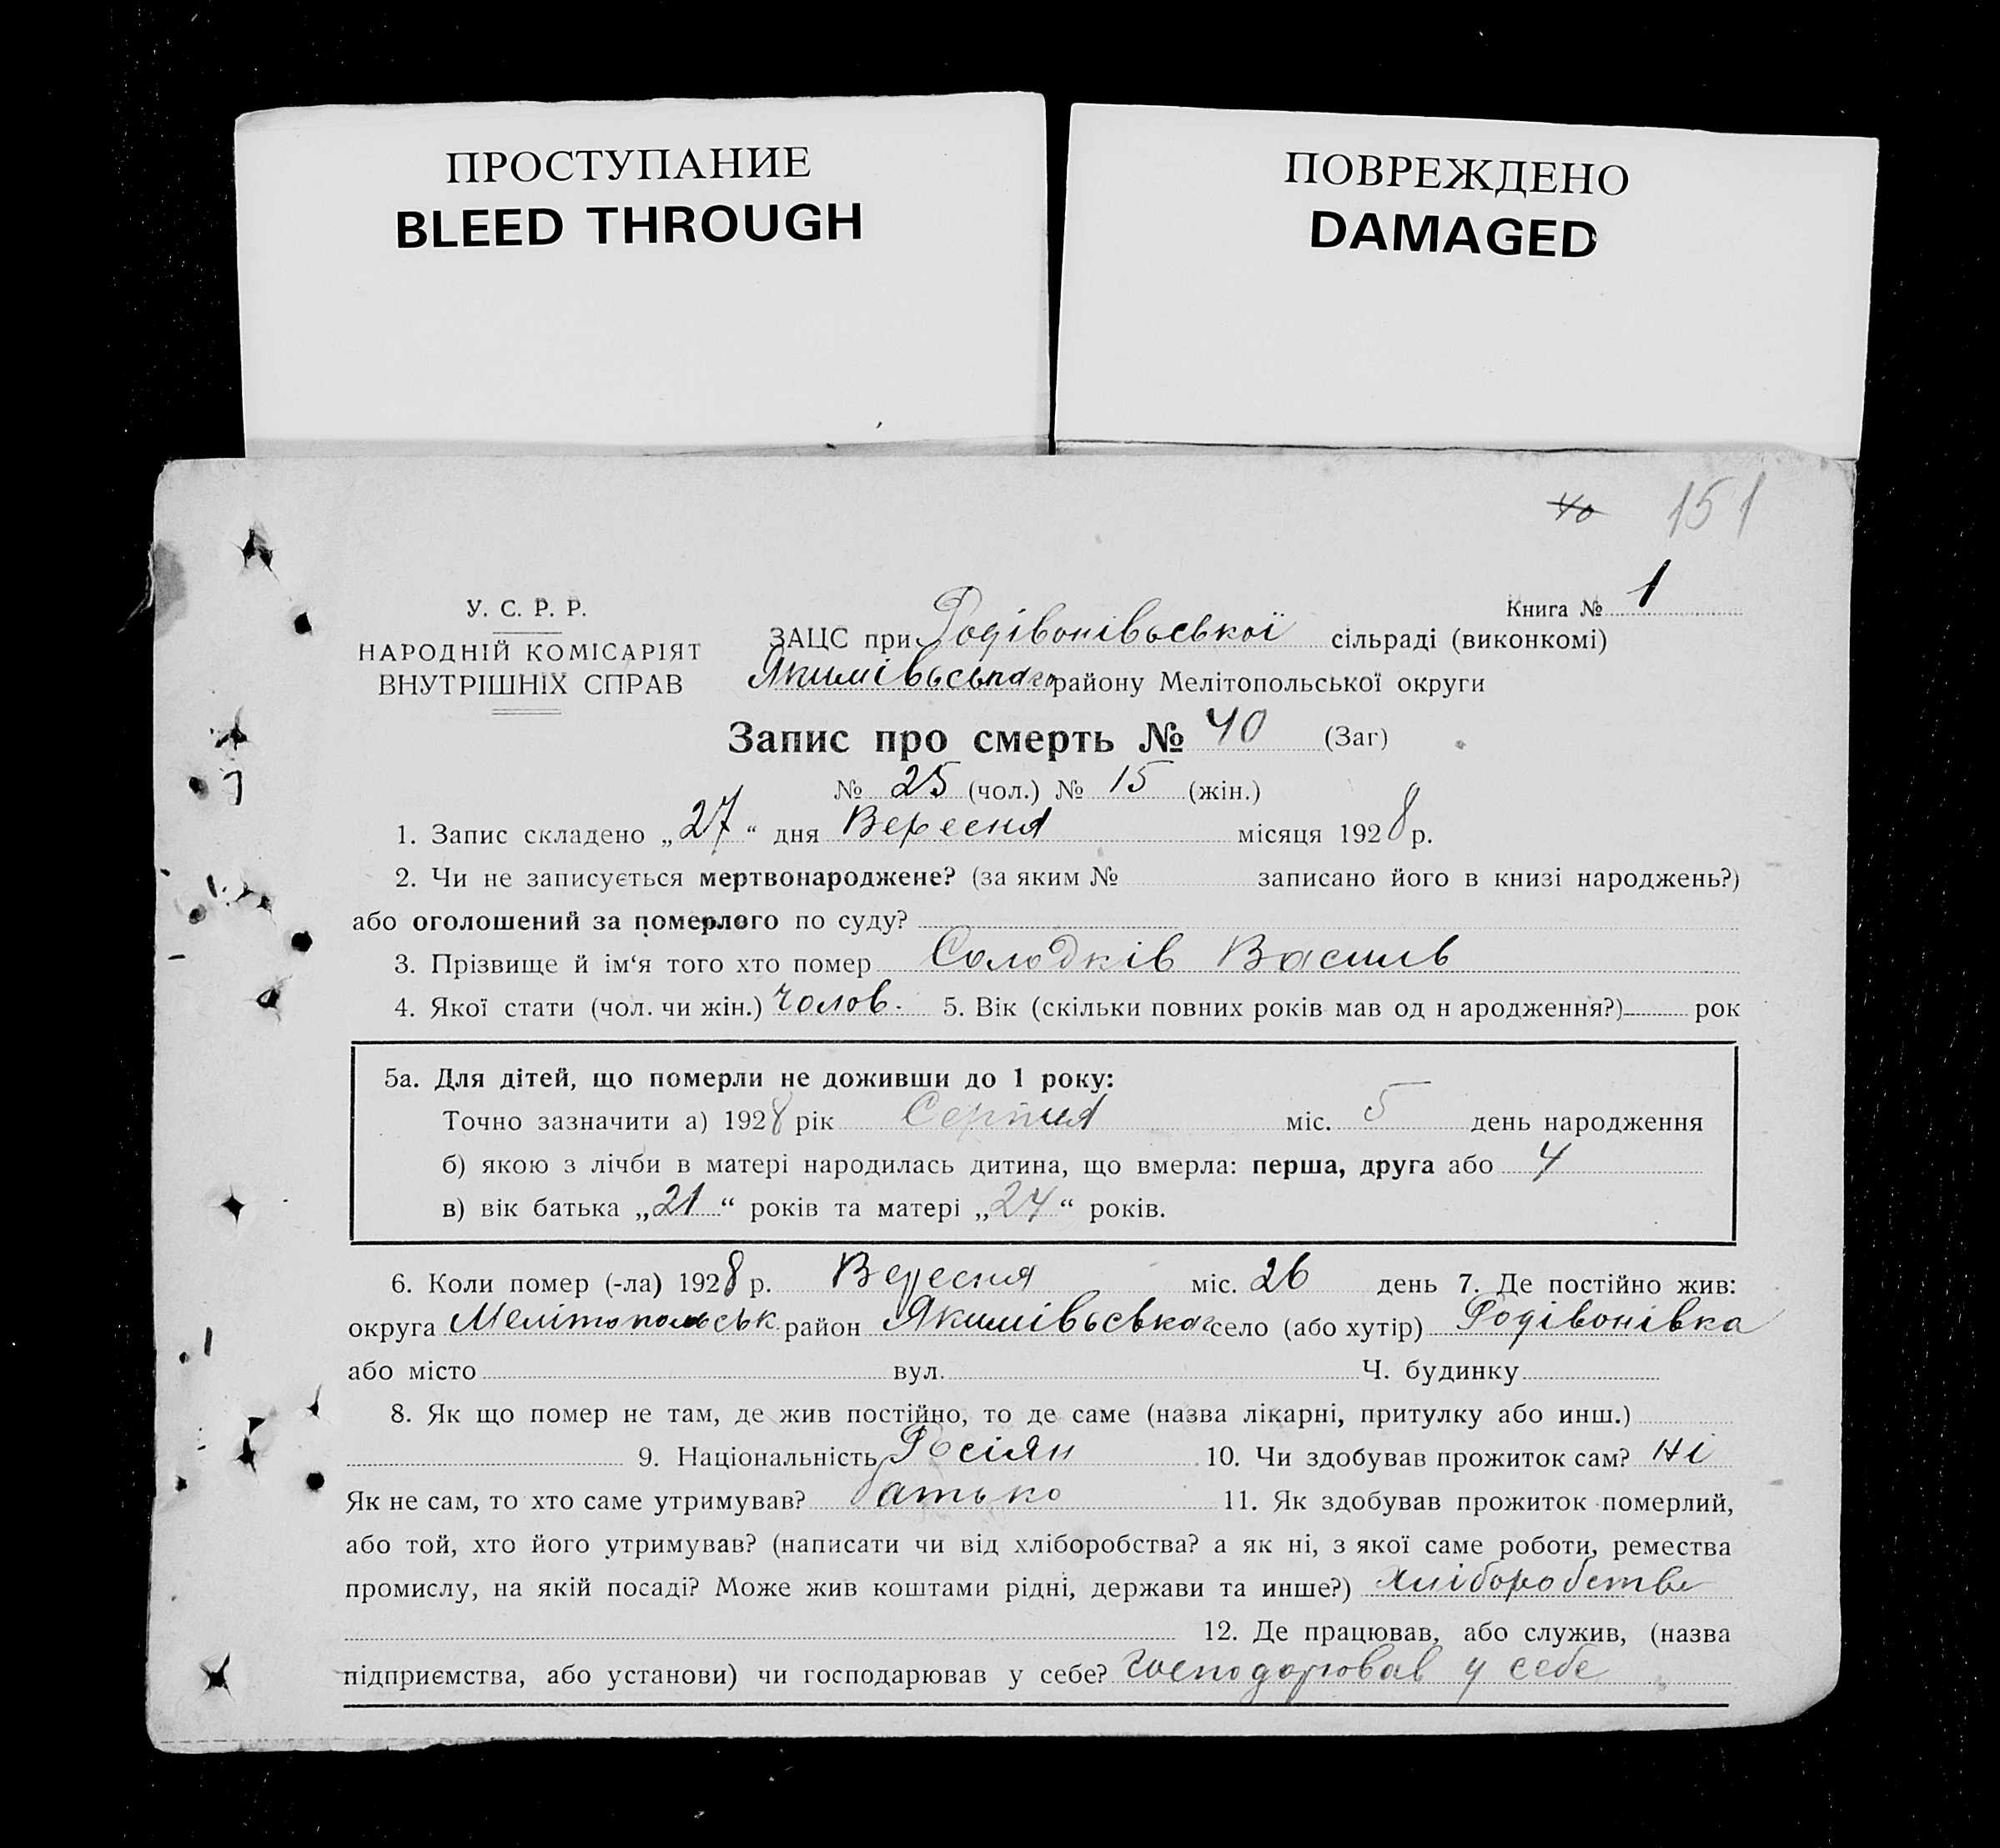 ПРОСТУПАНИЕ
BLEED THROUGH
ПОВРЕЖДЕНО
DAMAGED
40 151
Книга № 1
У. С. Р. Р.
НАРОДНІЙ КОМІСАРІЯТ
ВНУТРІШНІХ СПРАВ
ЗАЦС при Родівонівської сільраді (виконкомі)
Якимівського району Мелітопольської округи
Запис про смерть № 40 (Заг)
№ 25 (чол.) № 15 (жін.)
1. Запис складено „27“ дня Вересня місяця 1928 р.
2. Чи не записується мертвонароджене? (за яким № записано його в книзі народжень?)
або оголошений за померлого по суду?
3. Прізвище й ім‘я того хто помер Солодків Василь
4. Якої стати (чол. чи жін.) чолов. 5. Вік (скільки повних років мав од н ародження?) рок
5а. Для дітей, що померли не доживши до 1 року:
Точно зазначити а) 1928 рік Серпня міс. 5 день народження
б) якою з лічби в матері народилась дитина, що вмерла: перша, друга або 4
в) вік батька „21“ років та матері „24“ років.
6. Коли помер (-ла) 1928 р. Вересня міс. 26 день 7. Де постійно жив:
округа Мелітопольськ район Якимівського село (або хутір) Родівонівка
або місто вул. Ч. будинку
8. Як що помер не там, де жив постійно, то де саме (назва лікарні, притулку або инш.)
9. Національність Росіян 10. Чи здобував прожиток сам? Ні
Як не сам, то хто саме утримував? батько 11. Як здобував прожиток померлий,
або той, хто його утримував? (написати чи від хліборобства? а як ні, з якої саме роботи, ремества
промислу, на якій посаді? Може жив коштами рідні, держави та инше?) хліборобство
12. Де працював, або служив, (назва
підприємства, або установи) чи господарював у себе? Господорював у себе